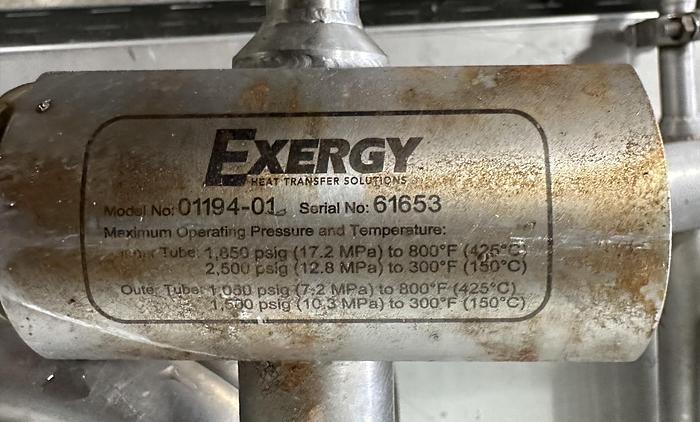 EXERGY
HEAT TRANSFER SOLUTIONS
Model No: 01194-01 Serial No: 61653
Maximum Operating Pressure and Temperature:
Inner Tube: 1,850 psig (17.2 MPa) to 800°F (425°C)
2,500 psig (12.8 MPa) to 300°F (150°C)
Outer Tube: 1,050 psig (7.2 MPa) to 800°F (425°C)
1,500 psig (10.3 MPa) to 300°F (150°C)